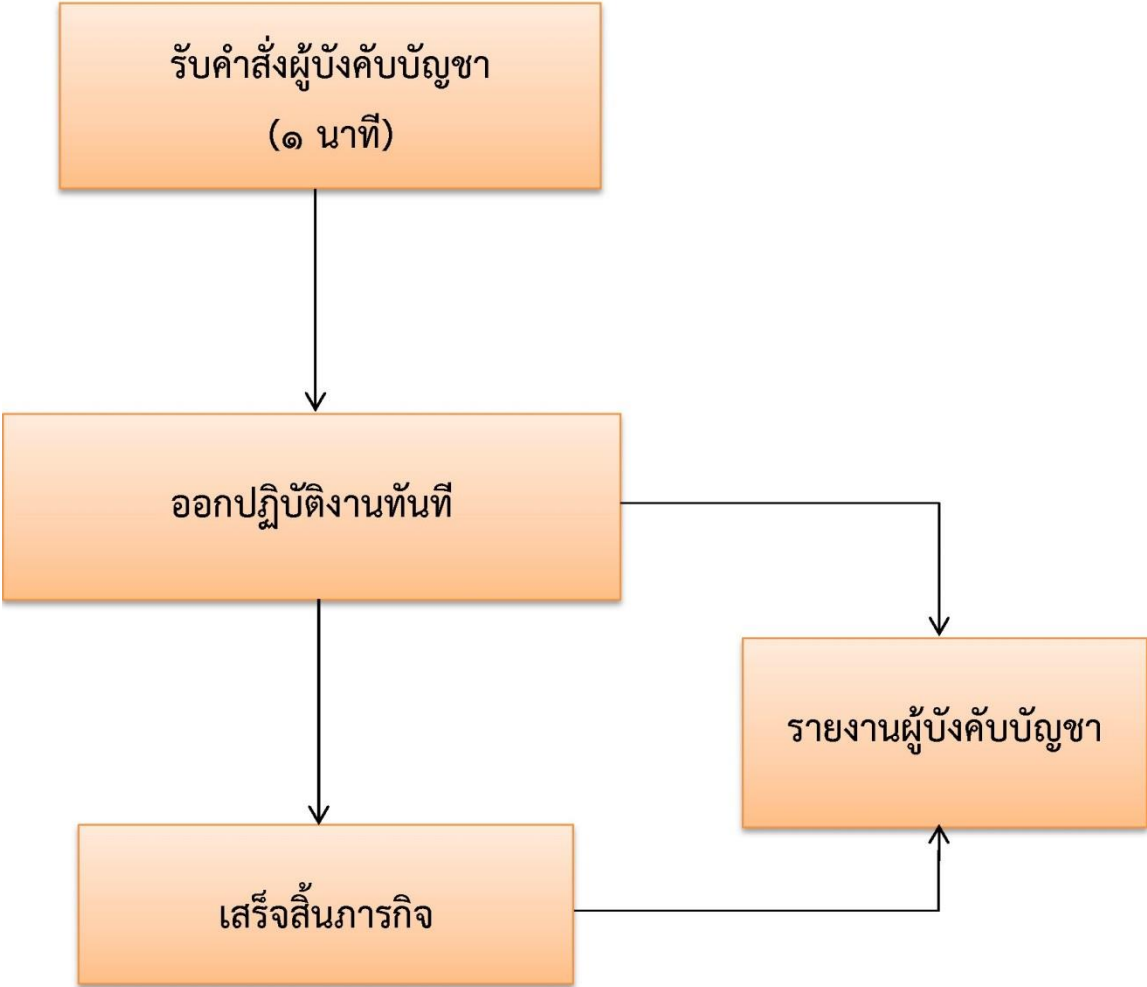 รับคำสั่งผู้บังคับบัญชา
(๑ นาที)
ออกปฏิบัติงานทันที
รายงานผู้บังคับบัญชา
เสร็จสิ้นภารกิจ